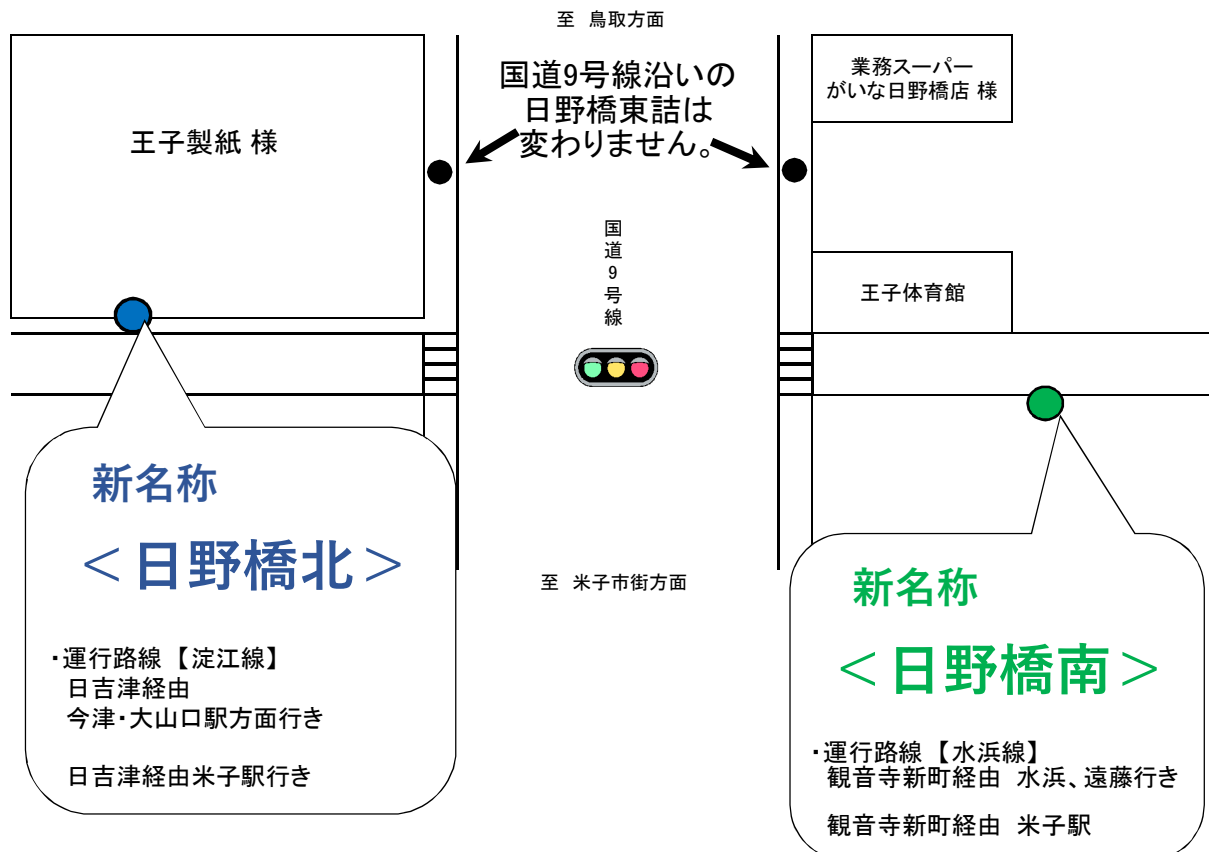 至 鳥取方面
国道9号線沿いの
日野橋東詰は
変わりません。
王子製紙 様
業務スーパー
がいな日野橋店 様
国道9号線
王子体育館
新名称
＜日野橋北＞
・運行路線 【淀江線】
日吉津経由
今津・大山口駅方面行き
日吉津経由米子駅行き
至 米子市街方面
新名称
＜日野橋南＞
・運行路線 【水浜線】
観音寺新町経由 水浜、遠藤行き
観音寺新町経由 米子駅